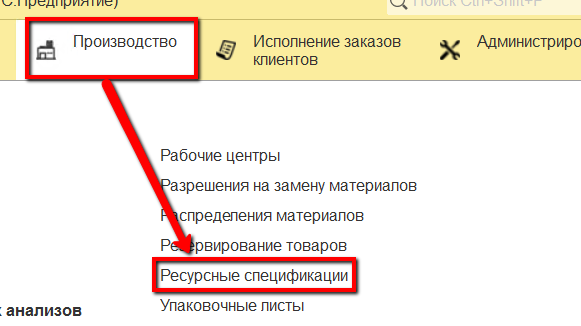 С.Предприятие)
Поиск Ctrl+Shift+F
Производство
Исполнение заказов
клиентов
Администриро
Рабочие центры
Разрешения на замену материалов
Распределения материалов
Резервирование товаров
Ресурсные спецификации
Упаковочные листы
к анализов